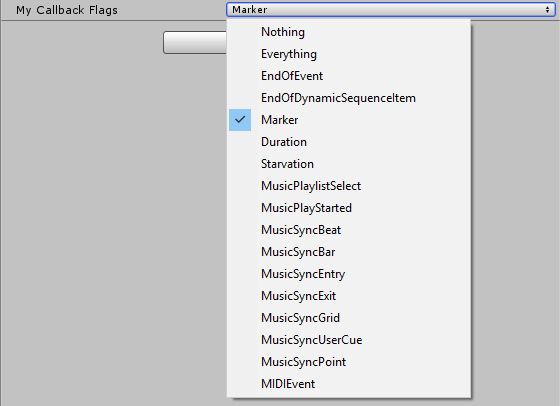 My Callback Flags
Marker
Nothing
Everything
EndOfEvent
EndOfDynamicSequenceItem
Marker
Duration
Starvation
MusicPlaylistSelect
MusicPlayStarted
MusicSyncBeat
MusicSyncBar
MusicSyncEntry
MusicSyncExit
MusicSyncGrid
MusicSyncUserCue
MusicSyncPoint
MIDIEvent